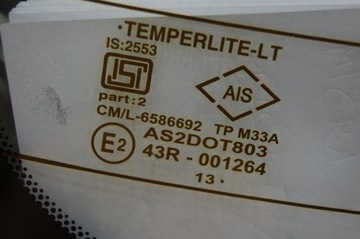 ·TEMPERLITE-LT
IS:2553
ISI
AIS
part:2
CM/L-6586692 TP M33A
E2 AS2DOT803
43R - 001264
13·